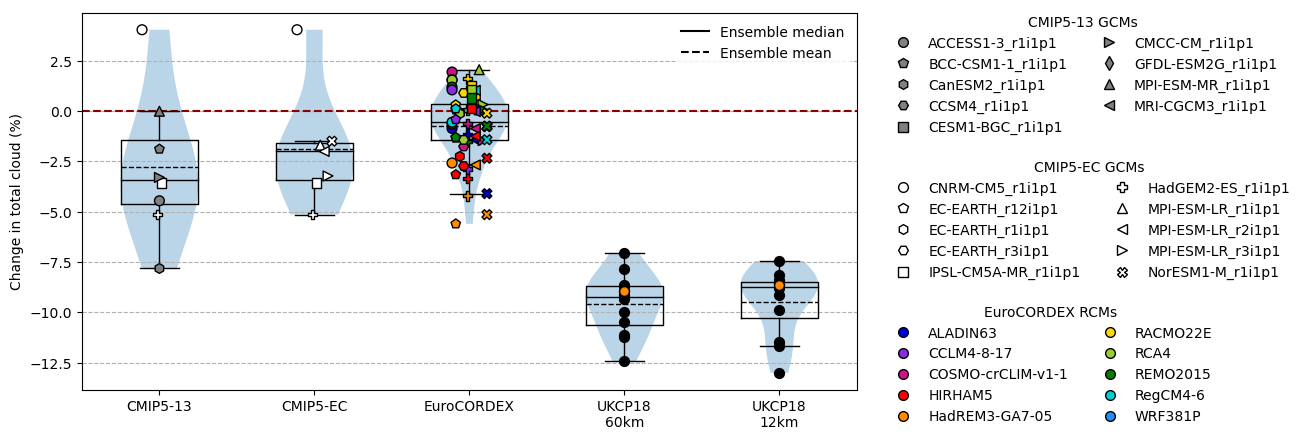 Change in total cloud (%)
2.5
0.0
−2.5
−5.0
−7.5
−10.0
−12.5
Ensemble median
Ensemble mean
CMIP5-13
CMIP5-EC
EuroCORDEX
UKCP18
60km
UKCP18
12km
CMIP5-13 GCMs
ACCESS1-3_r1i1p1
BCC-CSM1-1_r1i1p1
CanESM2_r1i1p1
CCSM4_r1i1p1
CESM1-BGC_r1i1p1
CMCC-CM_r1i1p1
GFDL-ESM2G_r1i1p1
MPI-ESM-MR_r1i1p1
MRI-CGCM3_r1i1p1
CMIP5-EC GCMs
CNRM-CM5_r1i1p1
EC-EARTH_r12i1p1
EC-EARTH_r1i1p1
EC-EARTH_r3i1p1
IPSL-CM5A-MR_r1i1p1
HadGEM2-ES_r1i1p1
MPI-ESM-LR_r1i1p1
MPI-ESM-LR_r2i1p1
MPI-ESM-LR_r3i1p1
NorESM1-M_r1i1p1
EuroCORDEX RCMs
ALADIN63
CCLM4-8-17
COSMO-crCLIM-v1-1
HIRHAM5
HadREM3-GA7-05
RACMO22E
RCA4
REMO2015
RegCM4-6
WRF381P